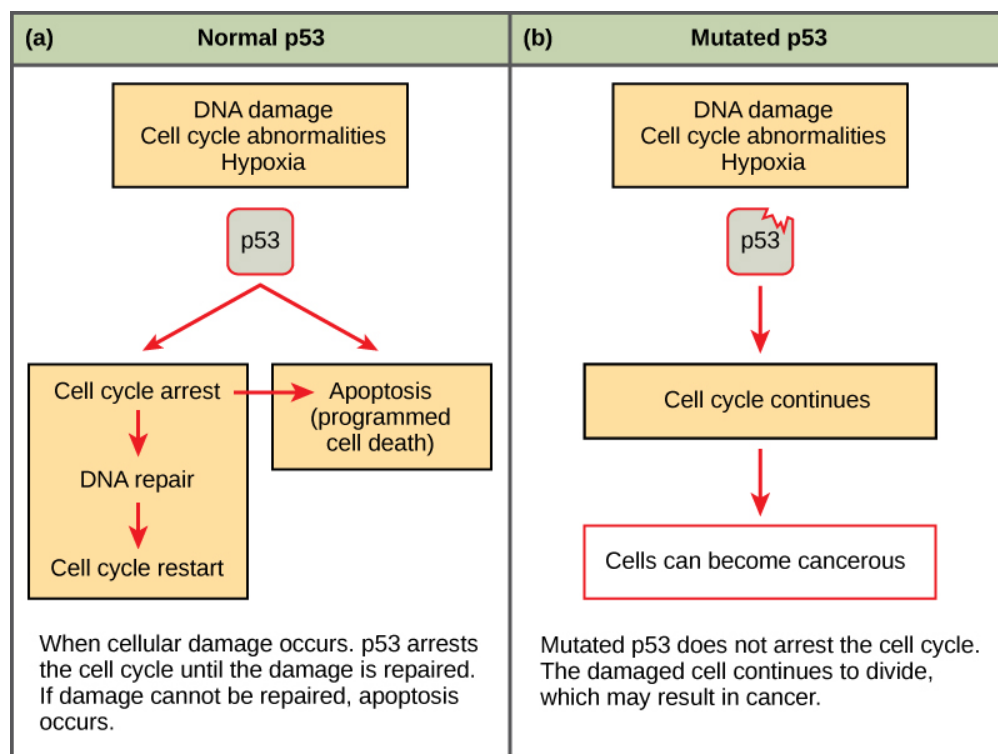 (a) Normal p53
DNA damage
Cell cycle abnormalities
Hypoxia
p53
Cell cycle arrest
DNA repair
Cell cycle restart
Apoptosis
(programmed
cell death)
When cellular damage occurs. p53 arrests
the cell cycle until the damage is repaired.
If damage cannot be repaired, apoptosis
occurs.
(b) Mutated p53
DNA damage
Cell cycle abnormalities
Hypoxia
p53
Cell cycle continues
Cells can become cancerous
Mutated p53 does not arrest the cell cycle.
The damaged cell continues to divide,
which may result in cancer.